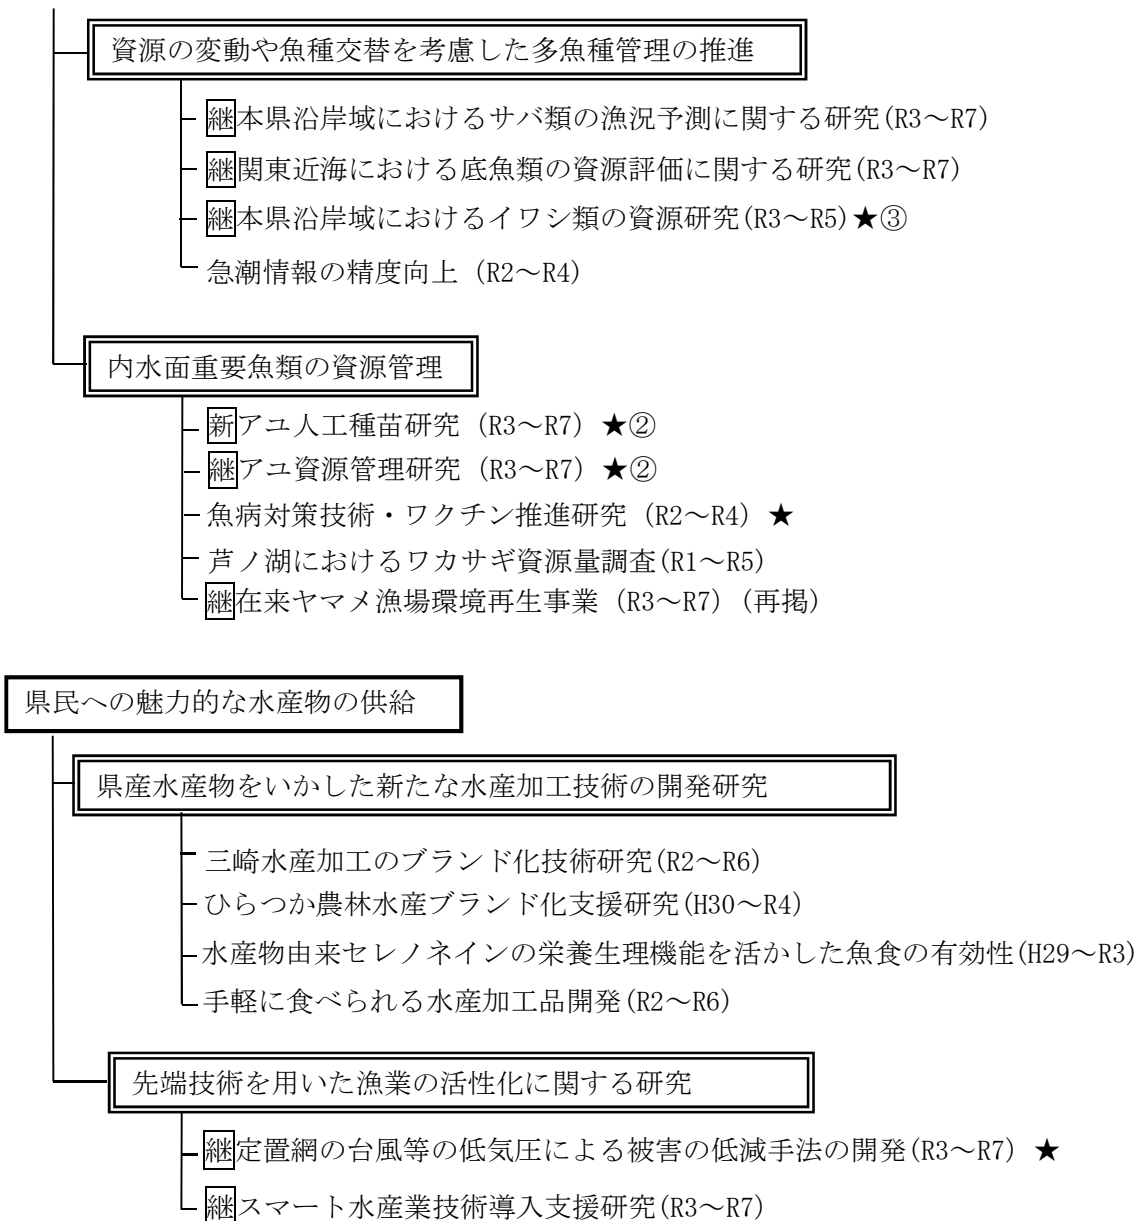 資源の変動や魚種交替を考慮した多魚種管理の推進
継本県沿岸域におけるサバ類の漁況予測に関する研究(R3～R7)
継関東近海における底魚類の資源評価に関する研究(R3～R7)
継本県沿岸域におけるイワシ類の資源研究(R3～R5)★③
急潮情報の精度向上 (R2～R4)
内水面重要魚類の資源管理
新アユ人工種苗研究 (R3～R7) ★②
継アユ資源管理研究 (R3～R7) ★②
魚病対策技術・ワクチン推進研究 (R2～R4) ★
芦ノ湖におけるワカサギ資源量調査(R1～R5)
継在来ヤマメ漁場環境再生事業 (R3～R7) (再掲)
県民への魅力的な水産物の供給
県産水産物をいかした新たな水産加工技術の開発研究
三崎水産加工のブランド化技術研究(R2～R6)
ひらつか農林水産ブランド化支援研究(H30～R4)
水産物由来セレノネインの栄養生理機能を活かした魚食の有効性(H29～R3)
手軽に食べられる水産加工品開発(R2～R6)
先端技術を用いた漁業の活性化に関する研究
継定置網の台風等の低気圧による被害の低減手法の開発(R3～R7) ★
継スマート水産業技術導入支援研究(R3～R7)